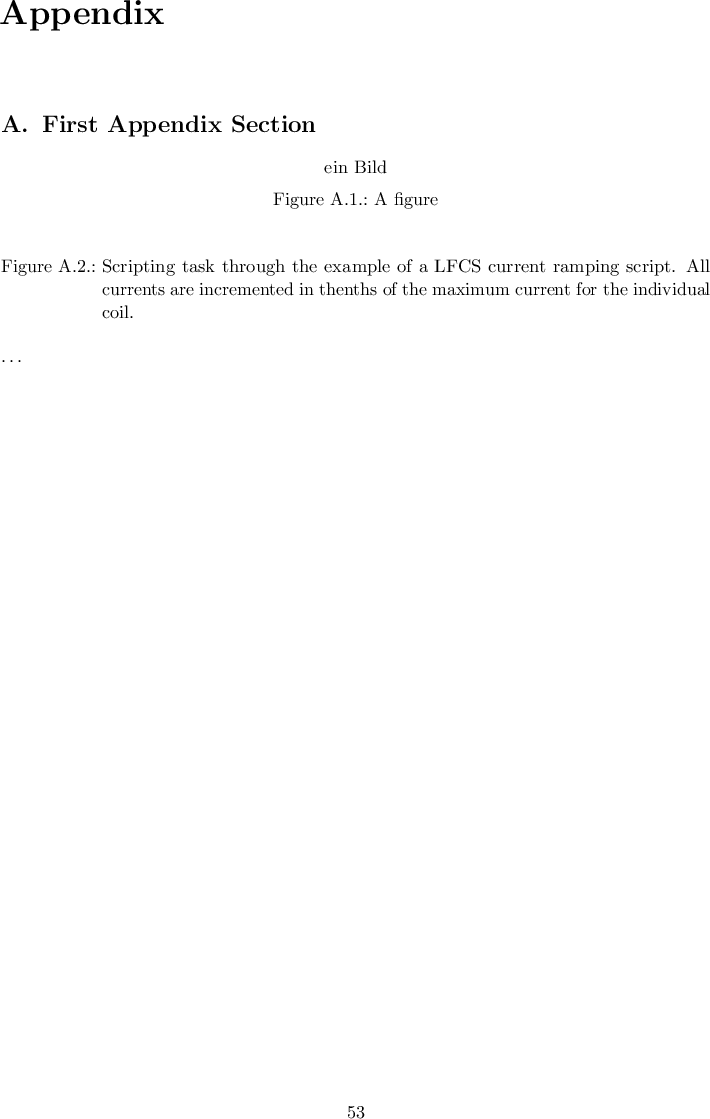 Appendix
A. First Appendix Section
ein Bild
Figure A.1.: A figure
Figure A.2.: Scripting task through the example of a LFCS current ramping script. All
currents are incremented in thenths of the maximum current for the individual
coil.
. . .
53